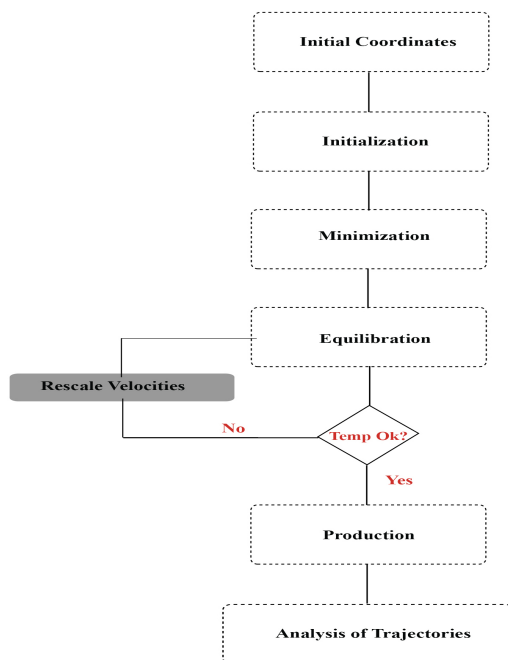 Initial Coordinates
Initialization
Minimization
Equilibration
Rescale Velocities
No
Temp Ok?
Yes
Production
Analysis of Trajectories